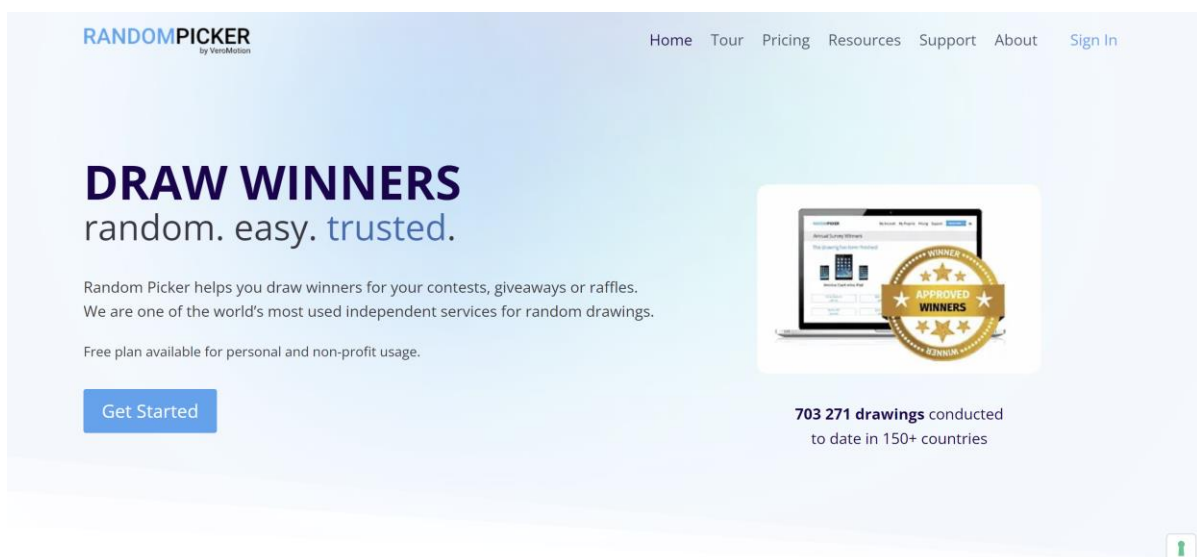 RANDOMPICKER
by VeroMotion
Home Tour Pricing Resources Support About Sign In
DRAW WINNERS
random. easy. trusted.
Random Picker helps you draw winners for your contests, giveaways or raffles.
We are one of the world's most used independent services for random drawings.
Free plan available for personal and non-profit usage.
Get Started
Annual Survey Winners
WINNER
APPROVED
WINNERS
WINNER
703 271 drawings conducted
to date in 150+ countries